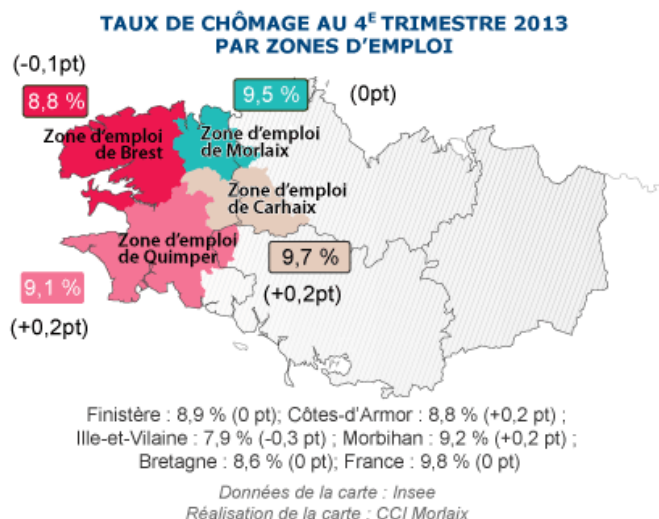 TAUX DE CHÔMAGE AU 4E TRIMESTRE 2013
PAR ZONES D'EMPLOI
(-0,1pt)
8,8 %
9,5 %
(0pt)
Zone d'emploi
de Brest
Zone d'emploi
de Morlaix
Zone d'emploi
de Carhaix
Zone d'emploi
de Quimper
9,7 %
(+0,2pt)
9,1 %
(+0,2pt)
Finistère : 8,9 % (0 pt); Côtes-d'Armor : 8,8 % (+0,2 pt) ;
Ille-et-Vilaine : 7,9 % (-0,3 pt) ; Morbihan : 9,2 % (+0,2 pt) ;
Bretagne : 8,6 % (0 pt); France : 9,8 % (0 pt)
Données de la carte : Insee
Réalisation de la carte : CCI Morlaix